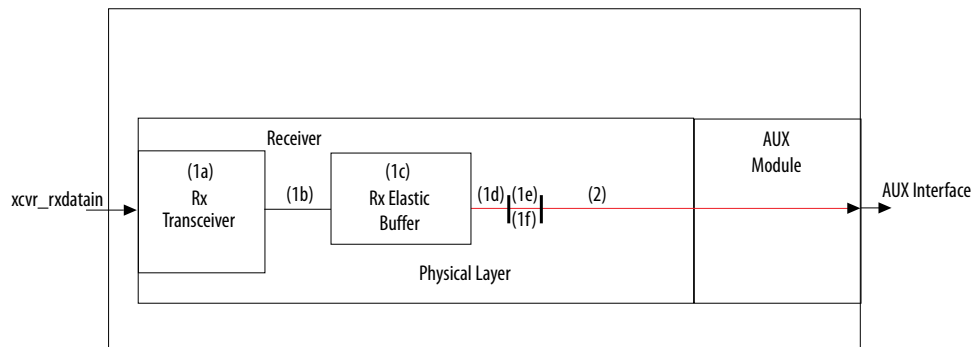 Receiver
AUX
Module
(1a)
Rx
Transceiver
(1b)
(1c)
Rx Elastic
Buffer
(1d)
(1e)
(1f)
(2)
xcvr_rxdatain
AUX Interface
Physical Layer